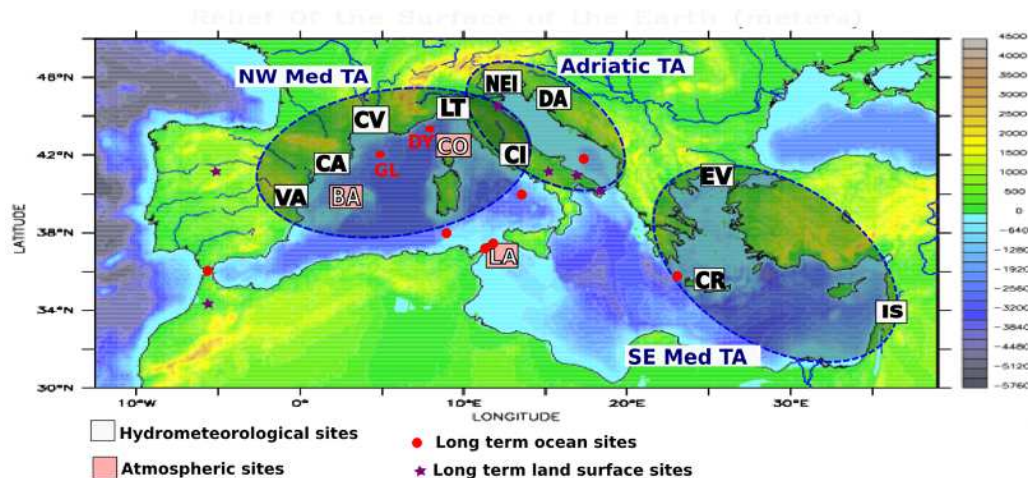 Relief Of the Surface of the Earth (meters)
NW Med TA
Adriatic TA
NEI
DA
LT
CV
DY
CO
CI
CA
GL
VA
BA
EV
LA
CR
IS
SE Med TA
48°N
42°N
38°N
34°N
30°N
LATITUDE
10°W
0°
10°E
20°E
30°E
LONGITUDE
4500
4000
3500
3000
2500
2000
1500
1000
500
0
-640
-1280
-1920
-2560
-3200
-3840
-4480
-5120
-5760
Hydrometeorological sites
Long term ocean sites
Atmospheric sites
Long term land surface sites